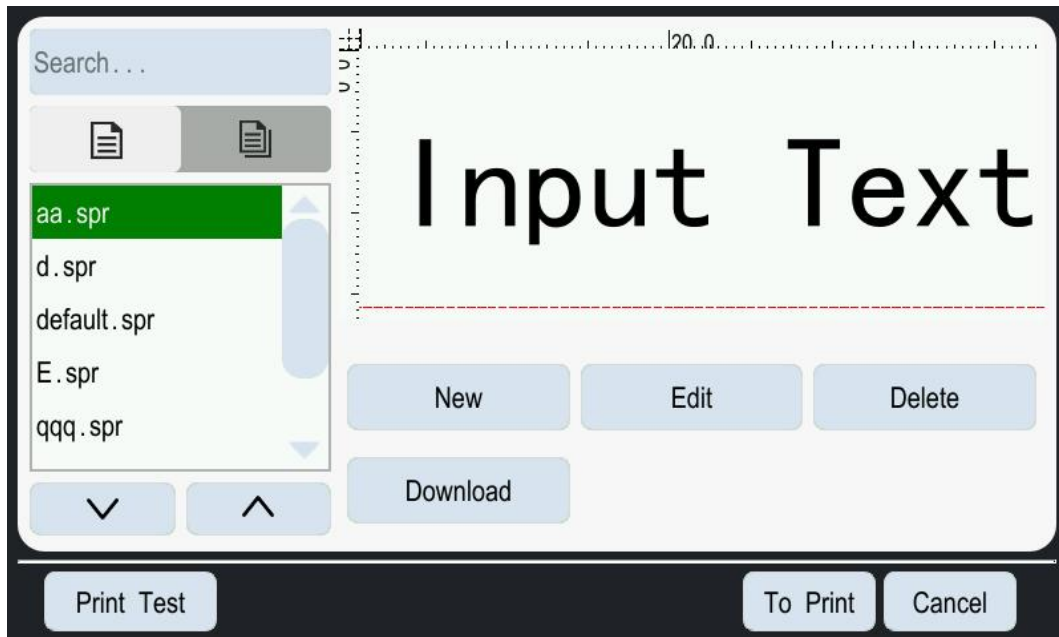 Search...
20.0
Input Text
aa.spr
d.spr
default.spr
E.spr
qqq.spr
New Edit Delete
Download
Print Test To Print Cancel